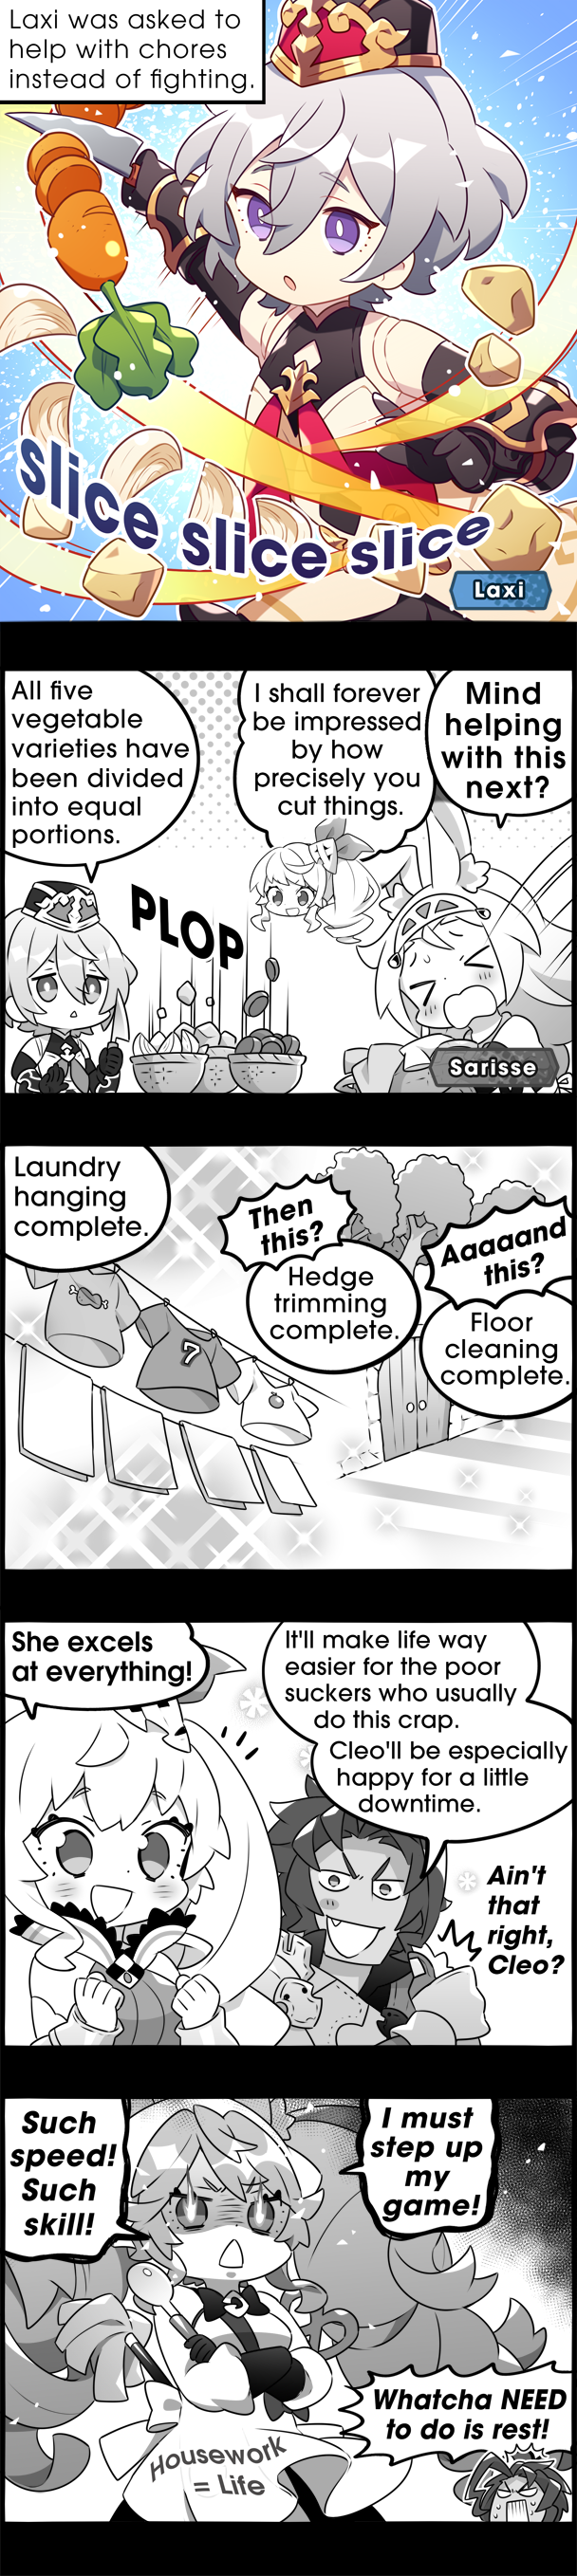 Laxi was asked to
help with chores
instead of fighting.
slice slice slice
Laxi
All five
vegetable
varieties have
been divided
into equal
portions.
I shall forever
be impressed
by how
precisely you
cut things.
Mind
helping
with this
next?
PLOP
Sarisse
Laundry
hanging
complete.
Then
this?
Hedge
trimming
complete.
Aaaaand
this?
Floor
cleaning
complete.
7
She excels
at everything!
It'll make life way
easier for the poor
suckers who usually
do this crap.
Cleo'll be especially
happy for a little
downtime.
Ain't
that
right,
Cleo?
Such
speed!
Such
skill!
I must
step up
my
game!
Whatcha NEED
to do is rest!
Housework
= Life